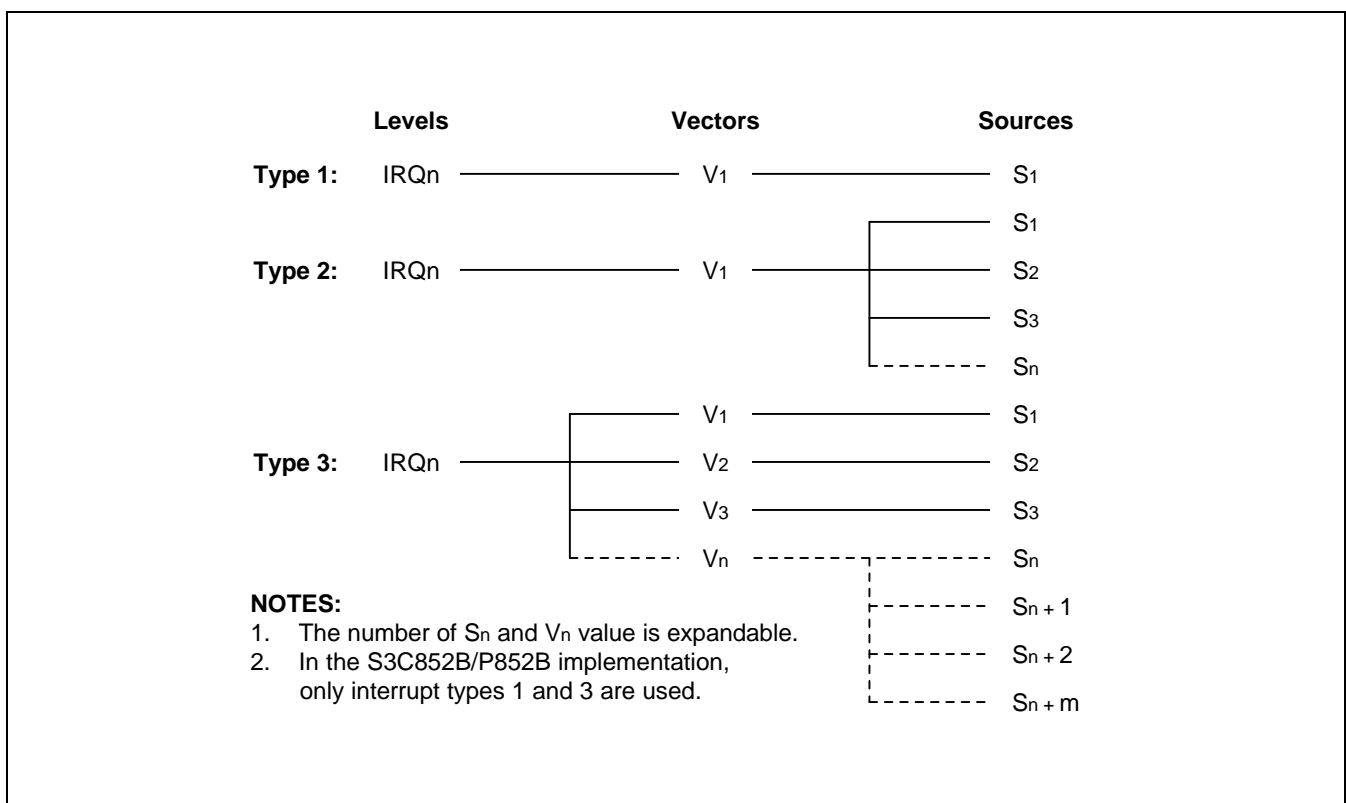 Levels Vectors Sources
Type 1: IRQn V1 S1
S1
Type 2: IRQn V1 S2
S3
Sn
V1 S1
Type 3: IRQn V2 S2
V3 S3
Vn Sn
Sn + 1
Sn + 2
Sn + m
NOTES:
1. The number of Sn and Vn value is expandable.
2. In the S3C852B/P852B implementation,
only interrupt types 1 and 3 are used.